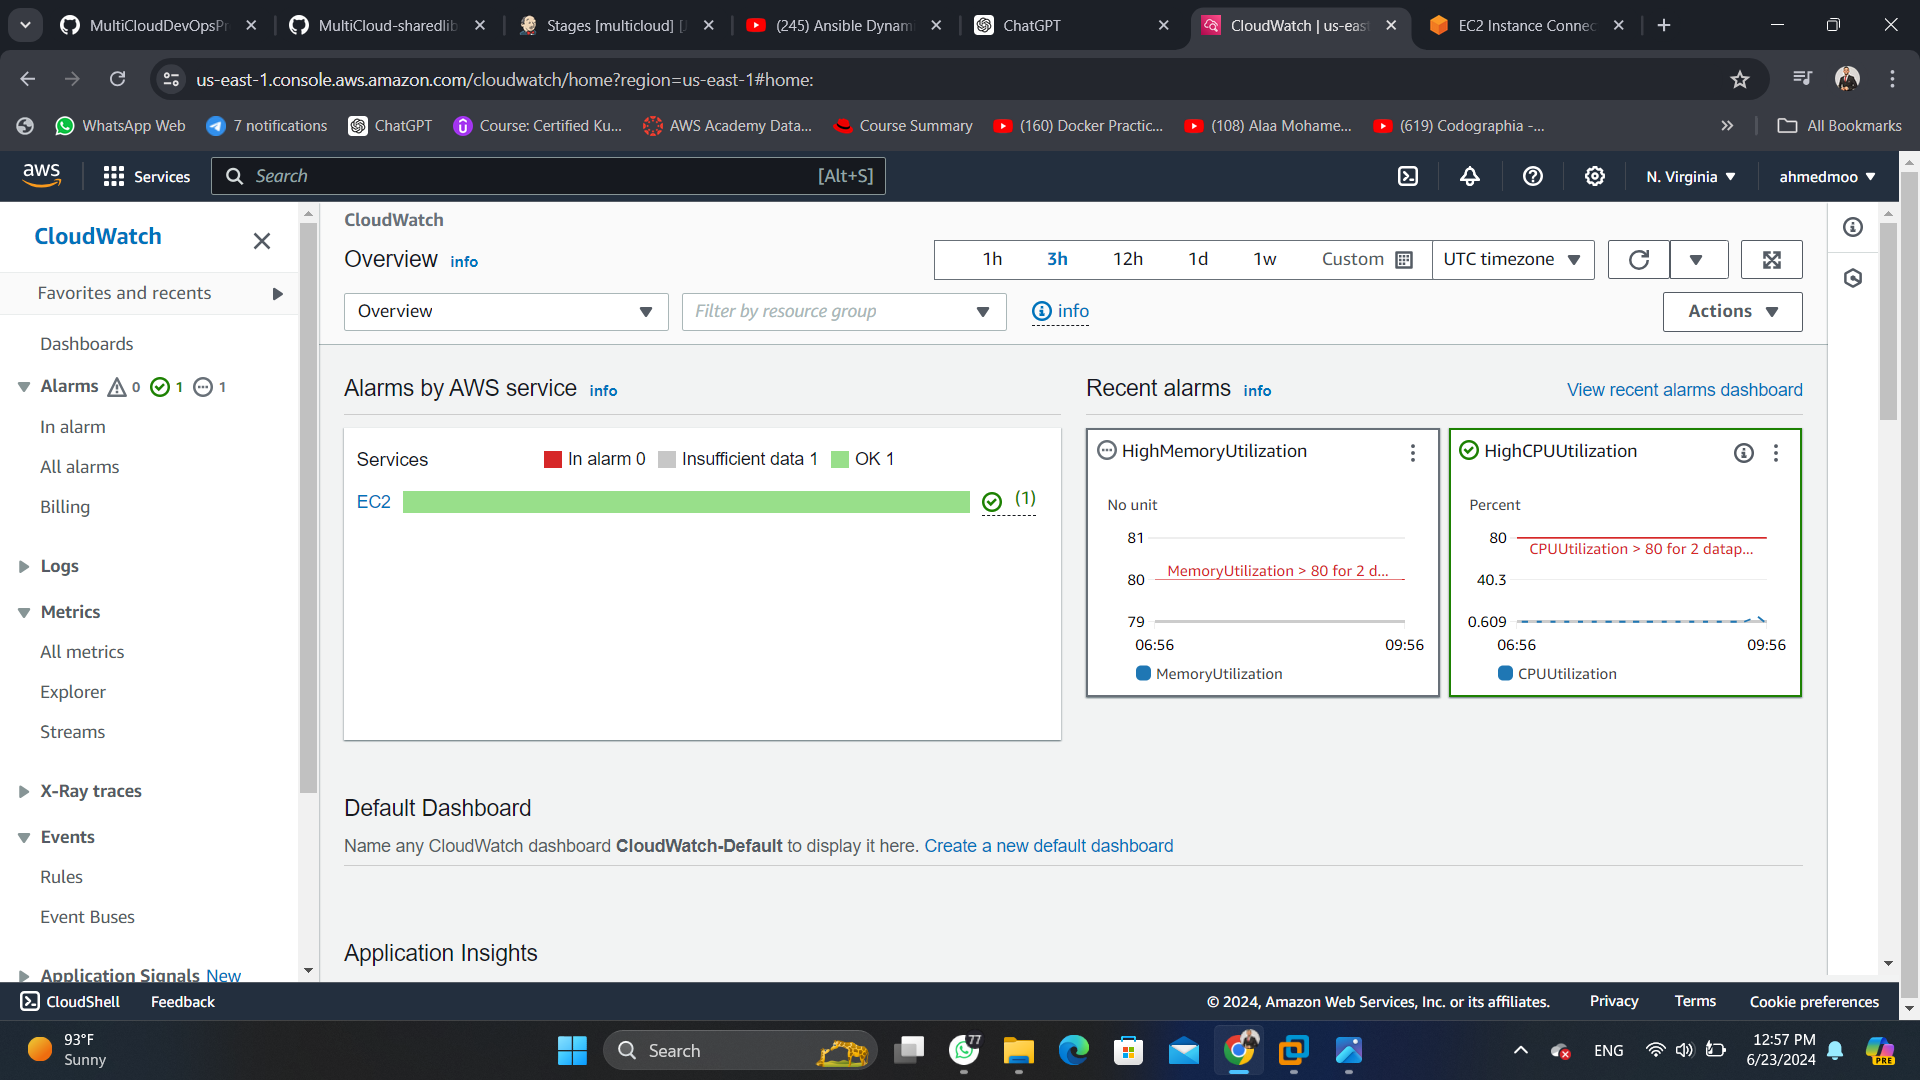 MultiCloudDevOpsPr
MultiCloud-sharedlib
Stages [multicloud] [J
(245) Ansible Dynami
ChatGPT
CloudWatch | us-east
EC2 Instance Connec
us-east-1.console.aws.amazon.com/cloudwatch/home?region=us-east-1#home:
WhatsApp Web
7 notifications
ChatGPT
Course: Certified Ku...
AWS Academy Data...
Course Summary
(160) Docker Practic...
(108) Alaa Mohame...
(619) Codographia -...
All Bookmarks
aws
Services
Search
[Alt+S]
N. Virginia
ahmedmoo
CloudWatch
Favorites and recents
Dashboards
Alarms 0 1 1
In alarm
All alarms
Billing
Logs
Metrics
All metrics
Explorer
Streams
X-Ray traces
Events
Rules
Event Buses
Application Signals New
CloudWatch
Overview info
1h 3h 12h 1d 1w Custom UTC timezone
Overview
Filter by resource group
info
Actions
Alarms by AWS service info
Services In alarm 0 Insufficient data 1 OK 1
EC2 (1)
Recent alarms info
View recent alarms dashboard
HighMemoryUtilization
No unit
81
MemoryUtilization > 80 for 2 d...
80
79
06:56 09:56
MemoryUtilization
HighCPUUtilization
Percent
80
CPUUtilization > 80 for 2 datap...
40.3
0.609
06:56 09:56
CPUUtilization
Default Dashboard
Name any CloudWatch dashboard CloudWatch-Default to display it here. Create a new default dashboard
Application Insights
CloudShell Feedback
© 2024, Amazon Web Services, Inc. or its affiliates. Privacy Terms Cookie preferences
93°F
Sunny
Search
77
ENG
12:57 PM
6/23/2024
PRE